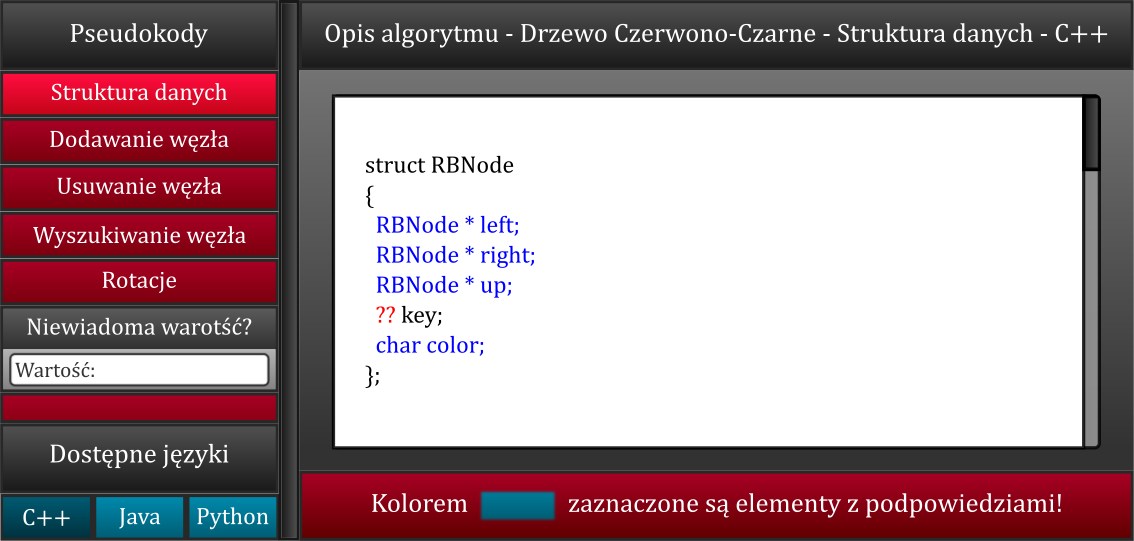 Pseudokody
Struktura danych
Dodawanie węzła
Usuwanie węzła
Wyszukiwanie węzła
Rotacje
Niewiadoma warotść?
Wartość:
Dostępne języki
C++ Java Python
Opis algorytmu - Drzewo Czerwono-Czarne - Struktura danych - C++
struct RBNode
{
RBNode * left;
RBNode * right;
RBNode * up;
?? key;
char color;
};
Kolorem zaznaczone są elementy z podpowiedziami!